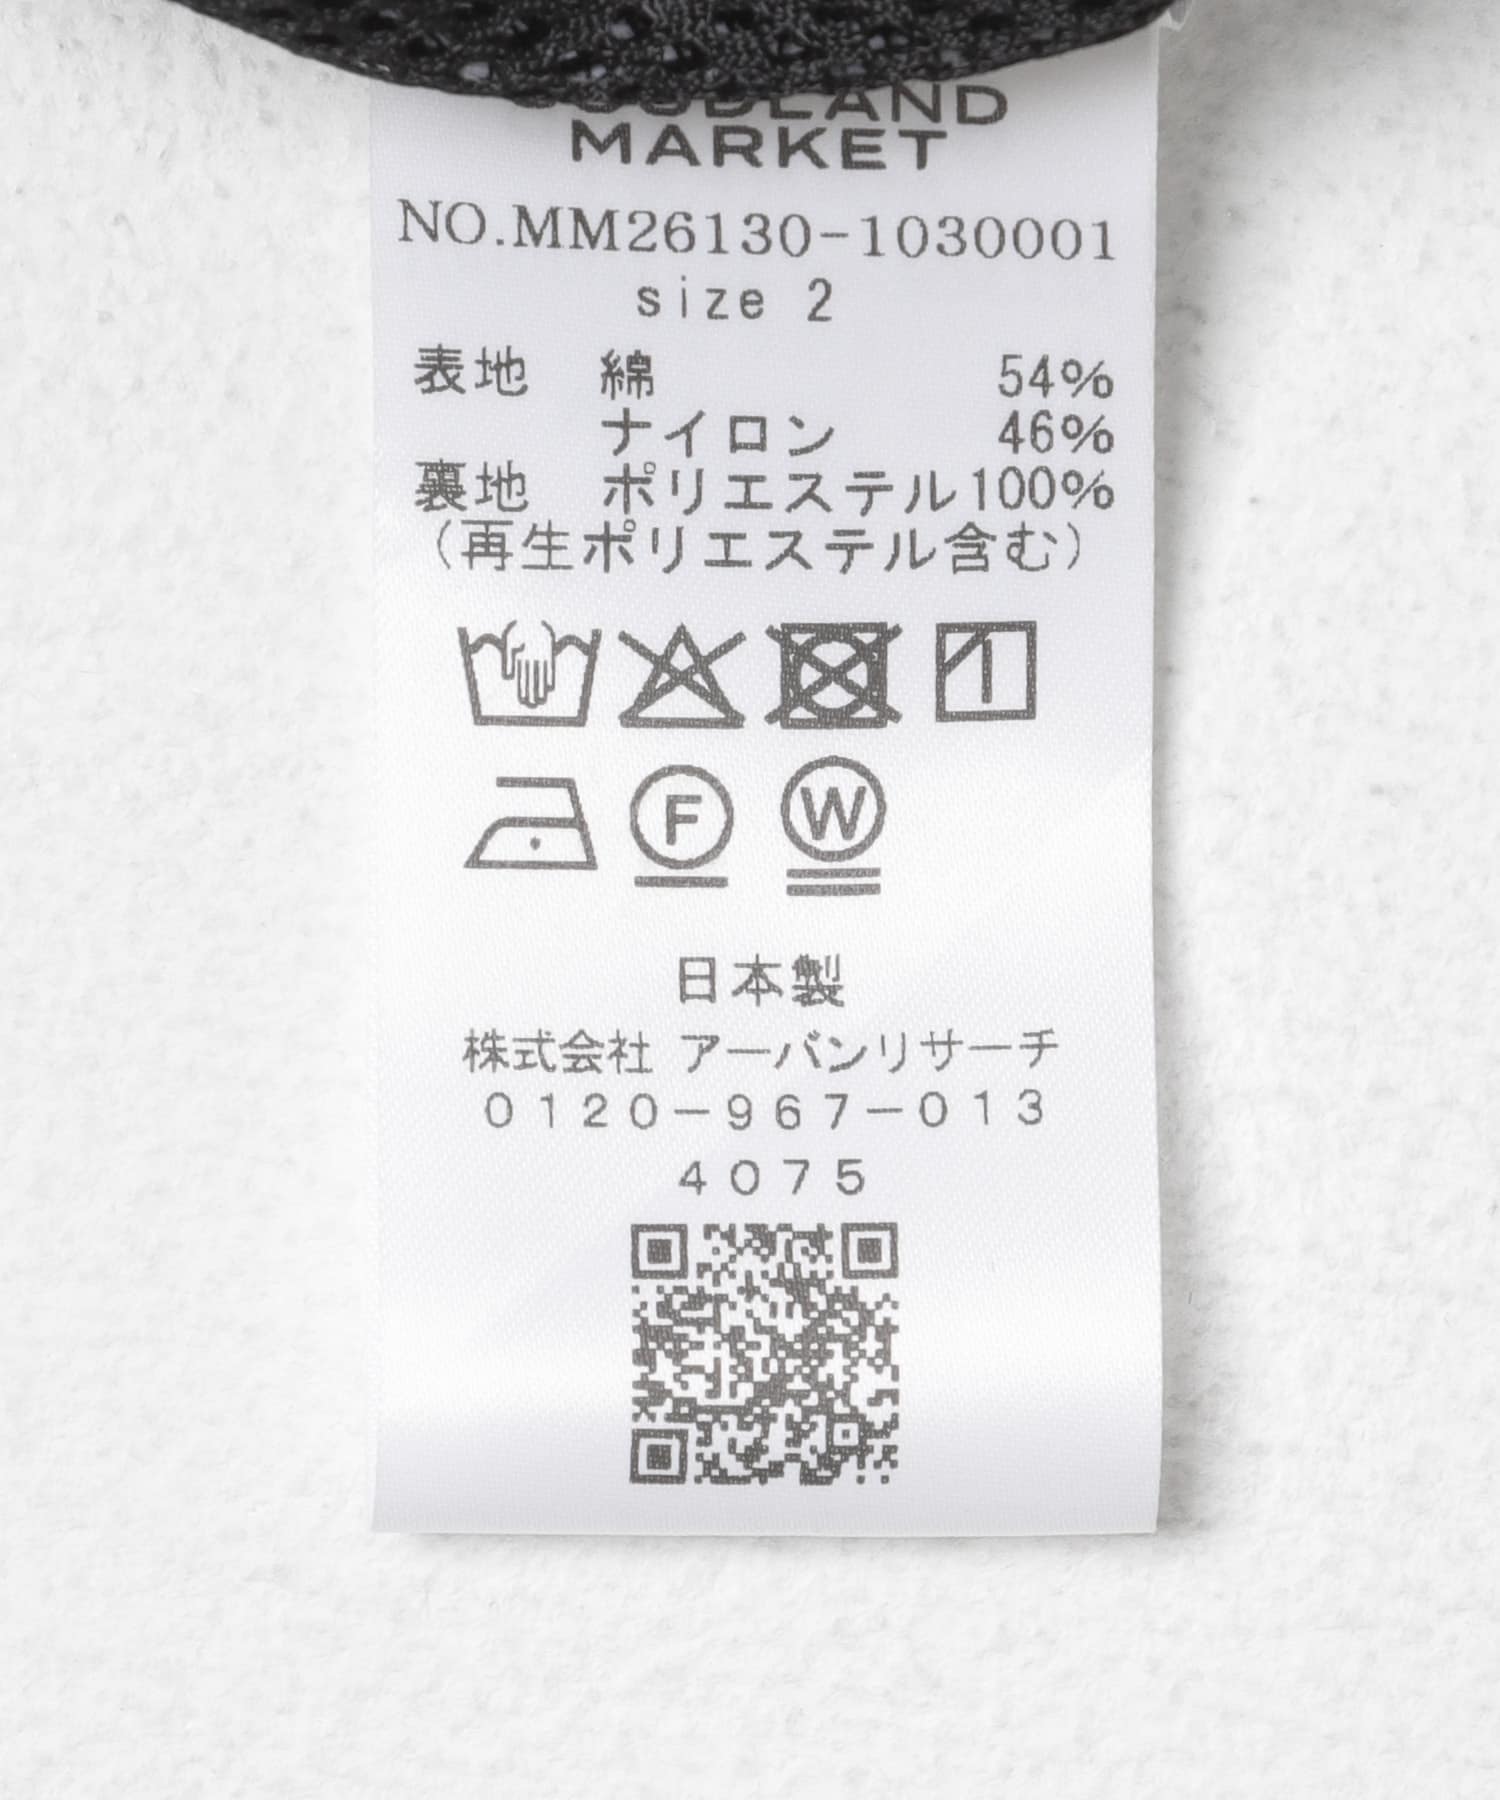 MARKET
NO.MM26130-1030001
size 2
表地 綿 54%
ナイロン 46%
裏地 ポリエステル100%
(再生ポリエステル含む)
F W
日本製
株式会社 アーバンリサーチ
0120-967-013
4075